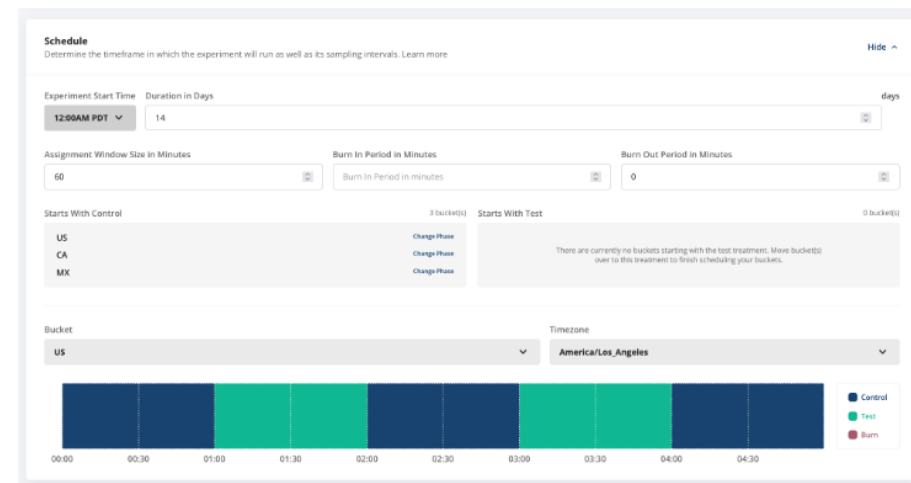 Schedule
Determine the timeframe in which the experiment will run as well as its sampling intervals. Learn more
Hide
Experiment Start Time
Duration in Days
days
12:00AM PDT
14
Assignment Window Size in Minutes
Burn In Period in Minutes
Burn Out Period in Minutes
60
Burn In Period in minutes
0
Starts With Control
3 bucket(s)
Starts With Test
0 bucket(s)
US
Change Phase
CA
Change Phase
MX
Change Phase
There are currently no buckets starting with the test treatment. Move bucket(s)
over to this treatment to finish scheduling your buckets.
Bucket
Timezone
US
America/Los_Angeles
Control
Test
Burn
00:00
00:30
01:00
01:30
02:00
02:30
03:00
03:30
04:00
04:30